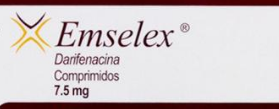 Emselex®
Darifenacina
Comprimidos
7.5 mg